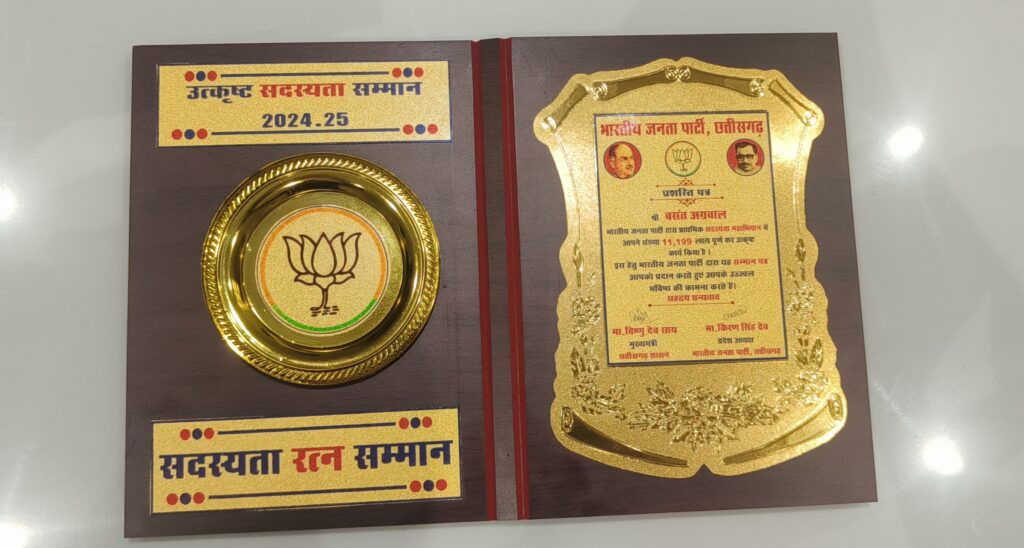 उत्कृष्ट सदस्यता सम्मान
2024.25
सदस्यता रत्न सम्मान
भारतीय जनता पार्टी, छत्तीसगढ़
प्रशस्ति पत्र
श्री बसंत अग्रवाल
भारतीय जनता पार्टी द्वारा प्राथमिक सदस्यता महाभियान में
आपने संख्या 11,199 लक्ष्य पूर्ण कर उत्कृष्ट
कार्य किया है ।
इस हेतु भारतीय जनता पार्टी द्वारा यह सम्मान पत्र
आपको प्रदान करते हुए आपके उज्ज्वल
भविष्य की कामना करते हैं।
सहृदय धन्यवाद
मा.विष्णु देव साय
मुख्यमंत्री
छत्तीसगढ़ शासन
मा.किरण सिंह देव
प्रदेश अध्यक्ष
भारतीय जनता पार्टी, छत्तीसगढ़